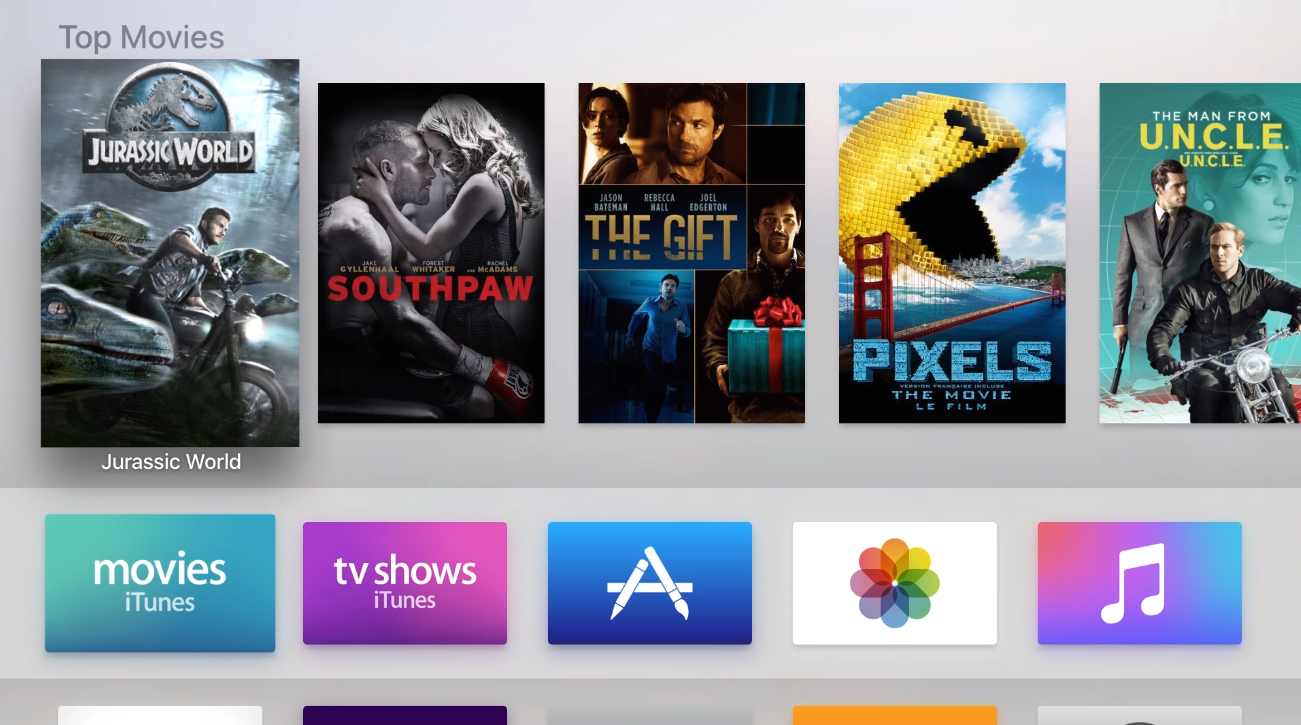 Top Movies
JURASSIC WORLD
Jurassic World
JAKE GYLLENHAAL
FOREST WHITAKER
AND RACHEL McADAMS
SOUTHPAW
JASON BATEMAN
REBECCA HALL
JOEL EDGERTON
THE GIFT
PIXELS
VERSION FRANÇAISE INCLUSE
THE MOVIE
LE FILM
THE MAN FROM
U.N.C.L.E.
U.N.C.L.E.
movies
iTunes
tv shows
iTunes